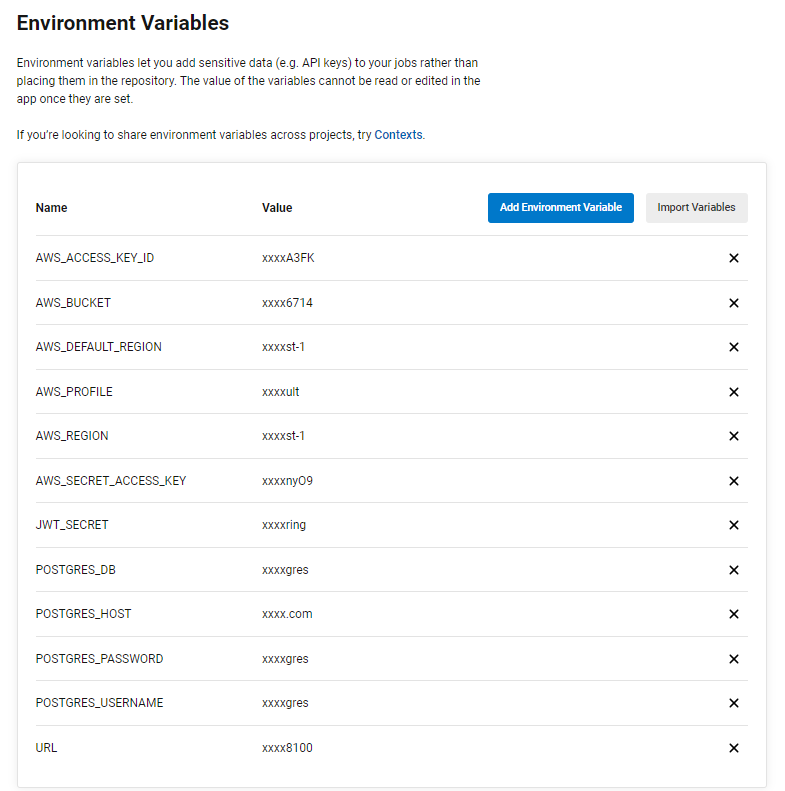 Environment Variables
Environment variables let you add sensitive data (e.g. API keys) to your jobs rather than
placing them in the repository. The value of the variables cannot be read or edited in the
app once they are set.
If you're looking to share environment variables across projects, try Contexts.
Name Value Add Environment Variable Import Variables
AWS_ACCESS_KEY_ID xxxxA3FK
AWS_BUCKET xxxx6714
AWS_DEFAULT_REGION xxxxst-1
AWS_PROFILE xxxxult
AWS_REGION xxxxst-1
AWS_SECRET_ACCESS_KEY xxxxnyO9
JWT_SECRET xxxxring
POSTGRES_DB xxxxgres
POSTGRES_HOST xxxx.com
POSTGRES_PASSWORD xxxxgres
POSTGRES_USERNAME xxxxgres
URL xxxx8100